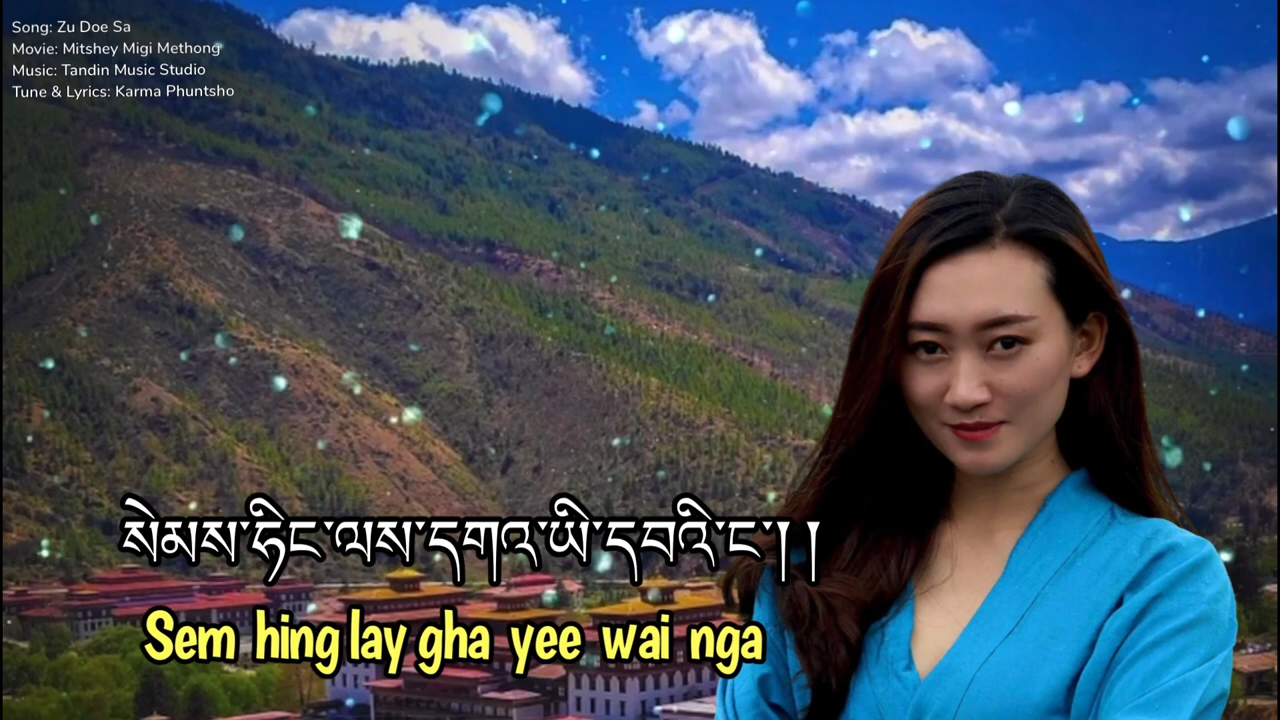 Song: Zu Doe Sa
Movie: Mitshey Migi Methong
Music: Tandin Music Studio
Tune & Lyrics: Karma Phuntsho
སེམས་ཧིང་ལས་དགའ་ཡི་དབའི་ང་། །
Sem hing lay gha yee wai nga